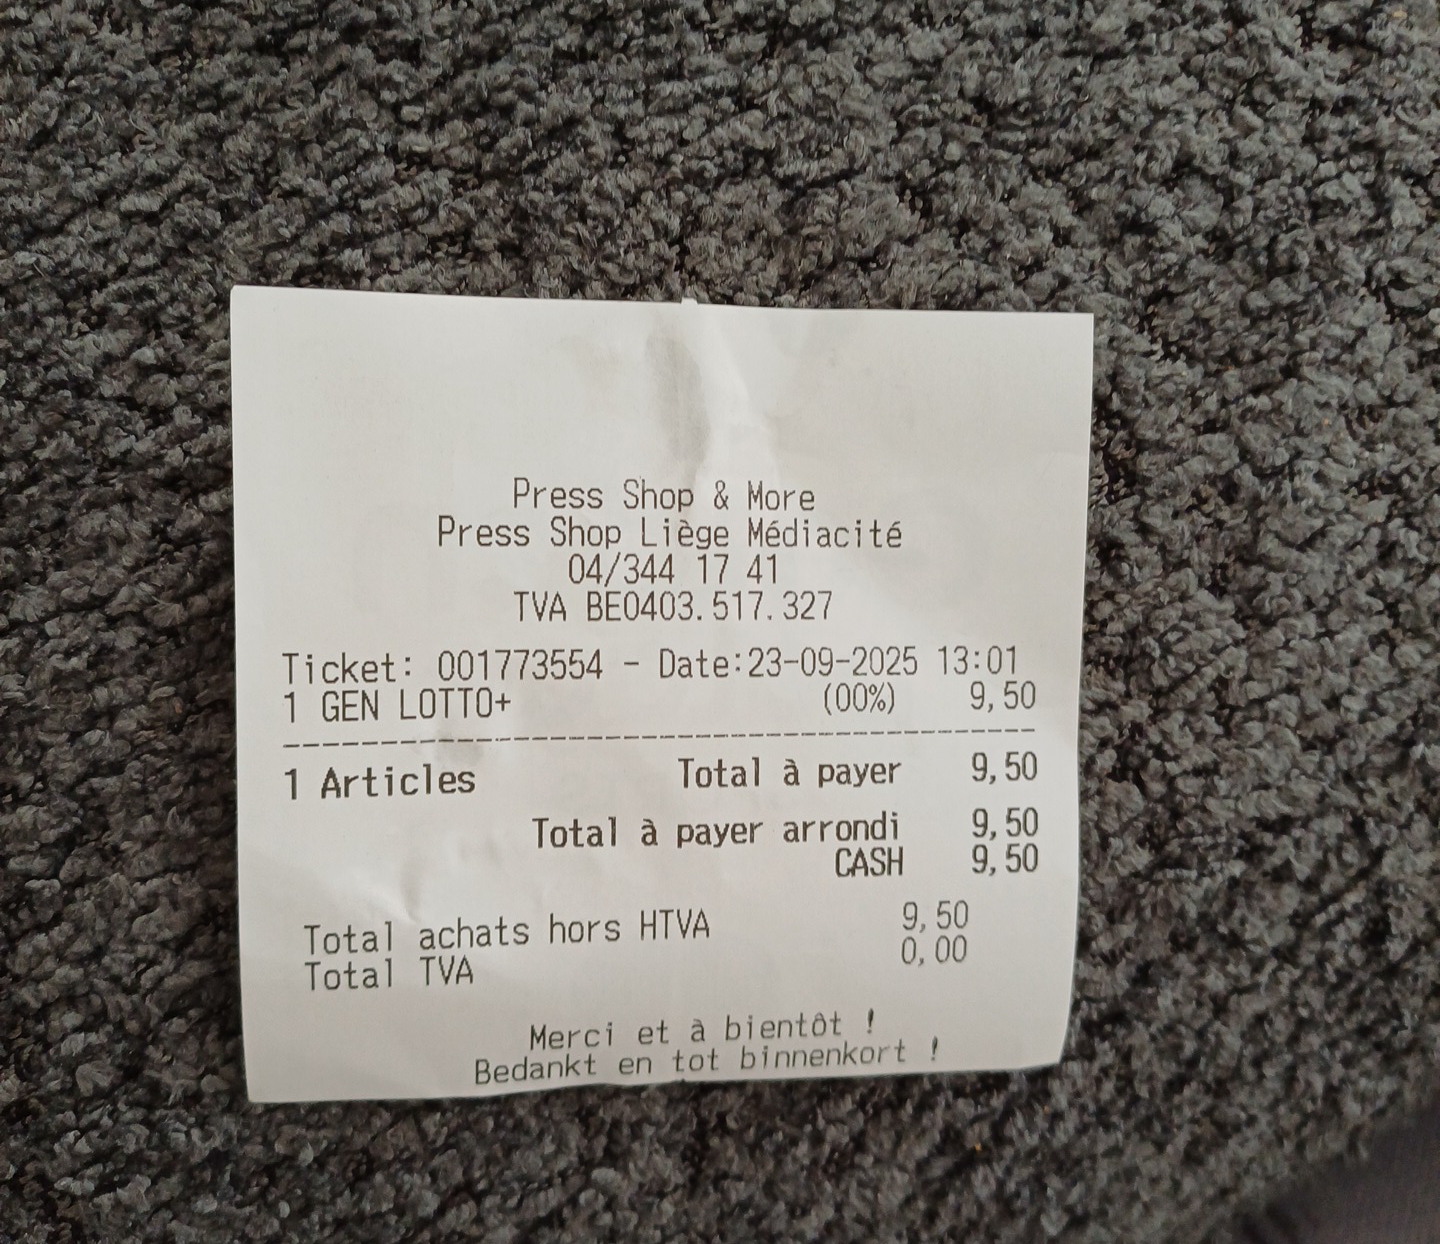 Press Shop & More
Press Shop Liège Médiacité
04/344 17 41
TVA BE0403.517.327
Ticket: 001773554 - Date:23-09-2025 13:01
1 GEN LOTTO+ (00%) 9,50
1 Articles Total à payer 9,50
Total à payer arrondi 9,50
CASH 9,50
Total achats hors HTVA 9,50
Total TVA 0,00
Merci et à bientôt !
Bedankt en tot binnenkort !